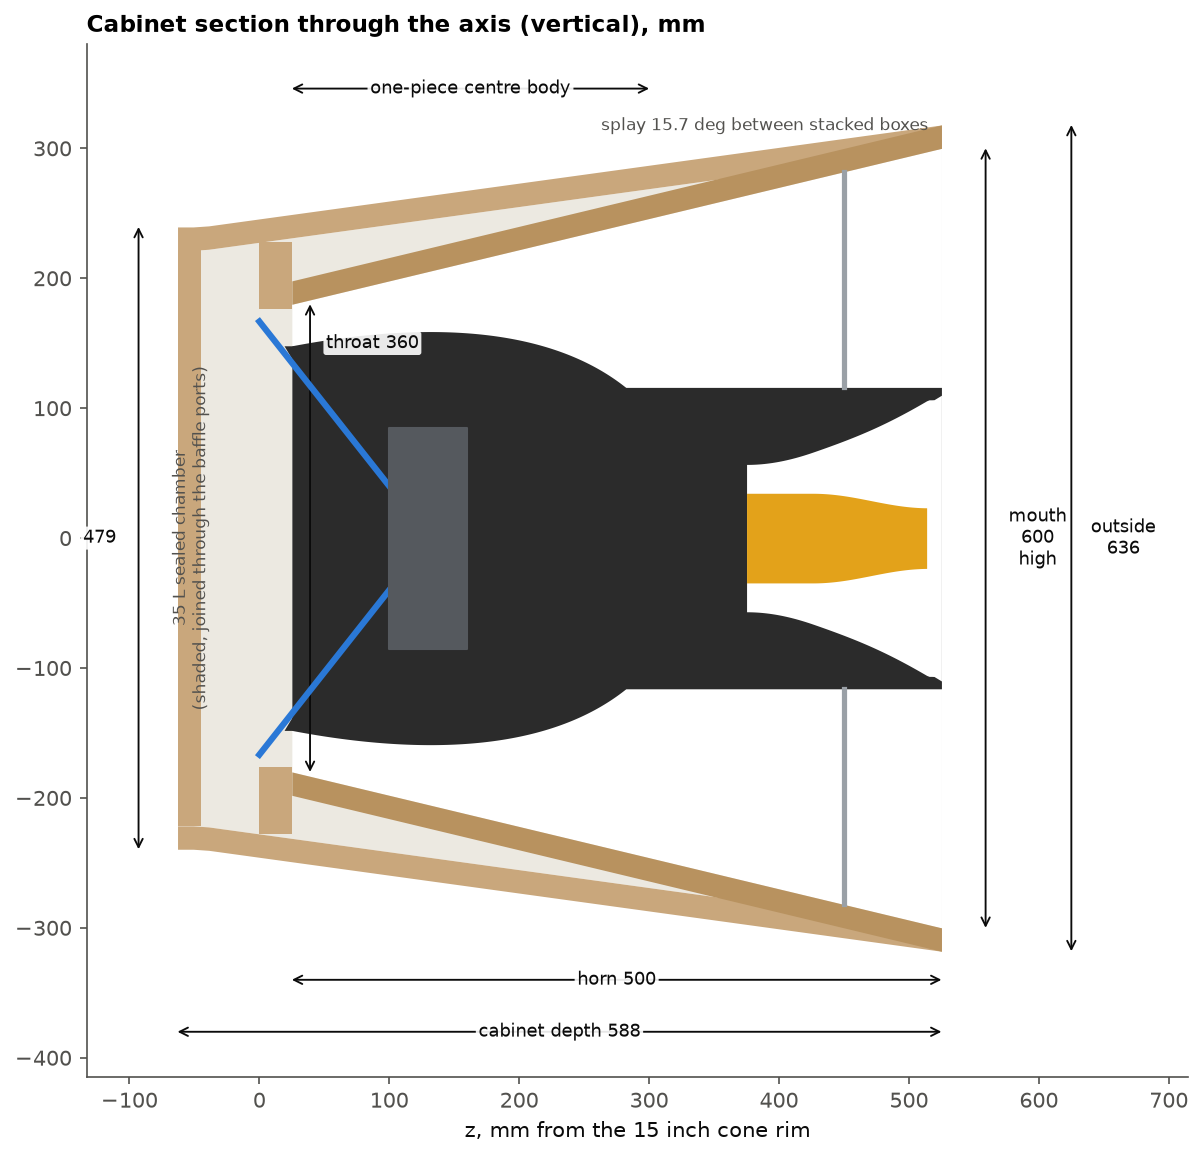 Cabinet section through the axis (vertical), mm
one-piece centre body
splay 15.7 deg between stacked boxes
300
200
100
0
−100
−200
−300
−400
throat 360
479
35 L sealed chamber
(shaded, joined through the baffle ports)
mouth
600
high
outside
636
horn 500
cabinet depth 588
−100
0
100
200
300
400
500
600
700
z, mm from the 15 inch cone rim